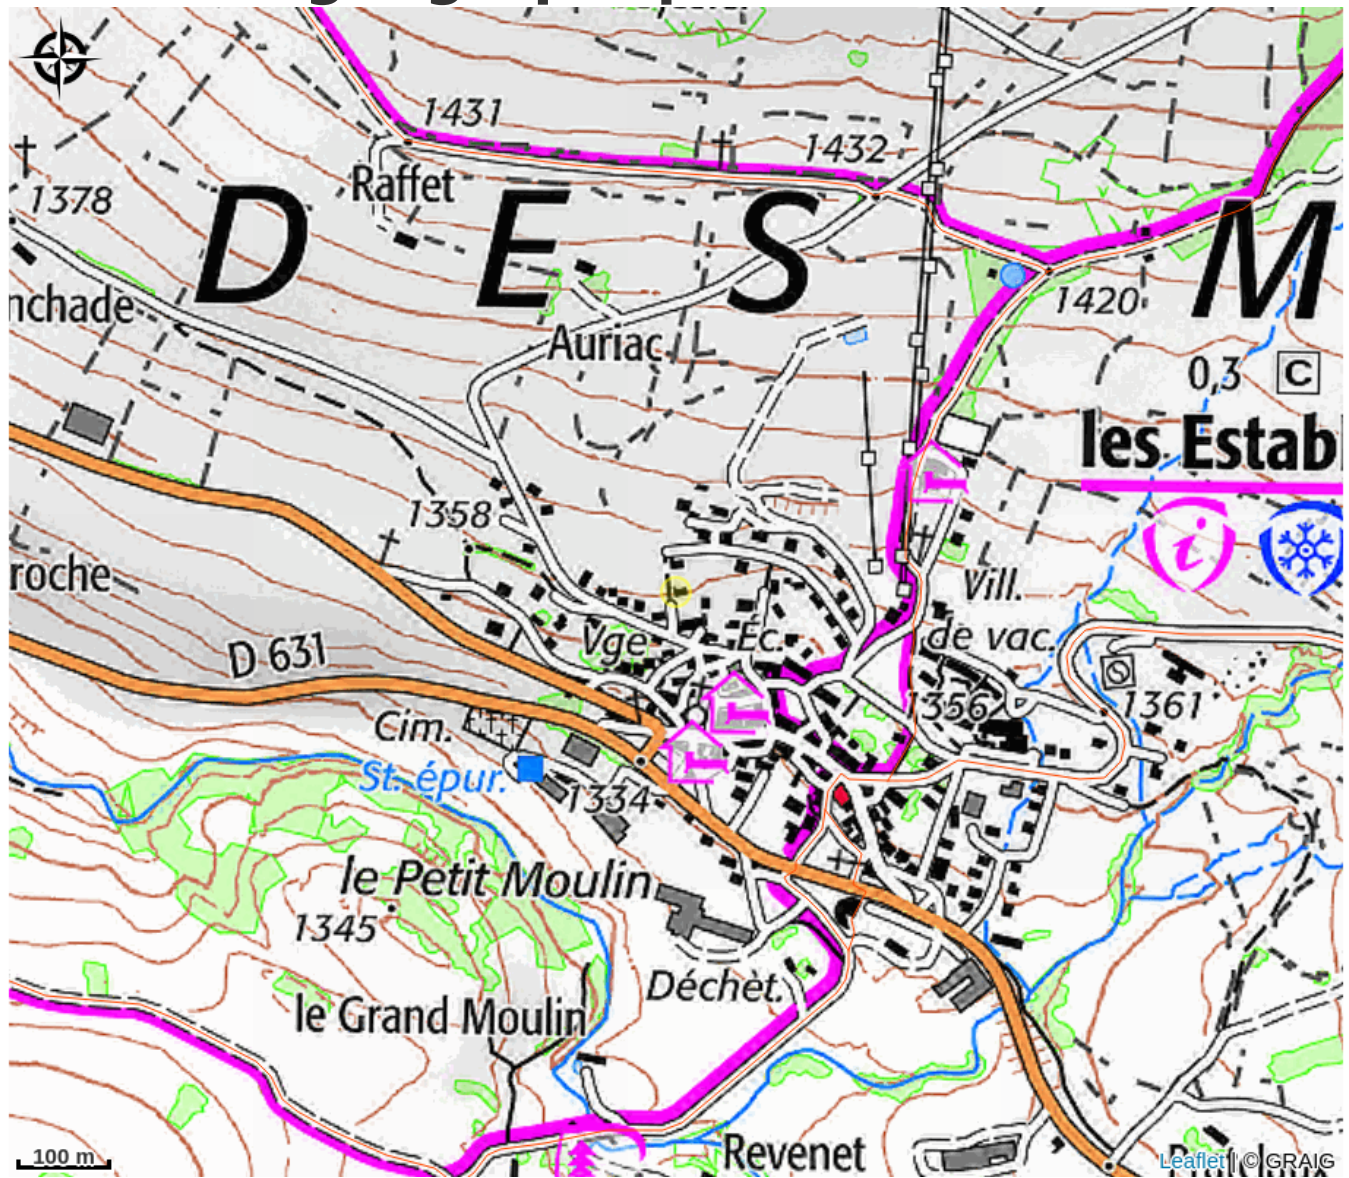 1431
1432
Raffet
1378
D E S M
nchade
1420
Auriac
0,3 C
les Estab
1358
i
roche
Vill.
Vge Éc. de vac.
D 631
1356 1361
Cim.
St. épur.
1334
le Petit Moulin
1345
Déchèt.
le Grand Moulin
Revenet
100 m
Leaflet | © GRAIG